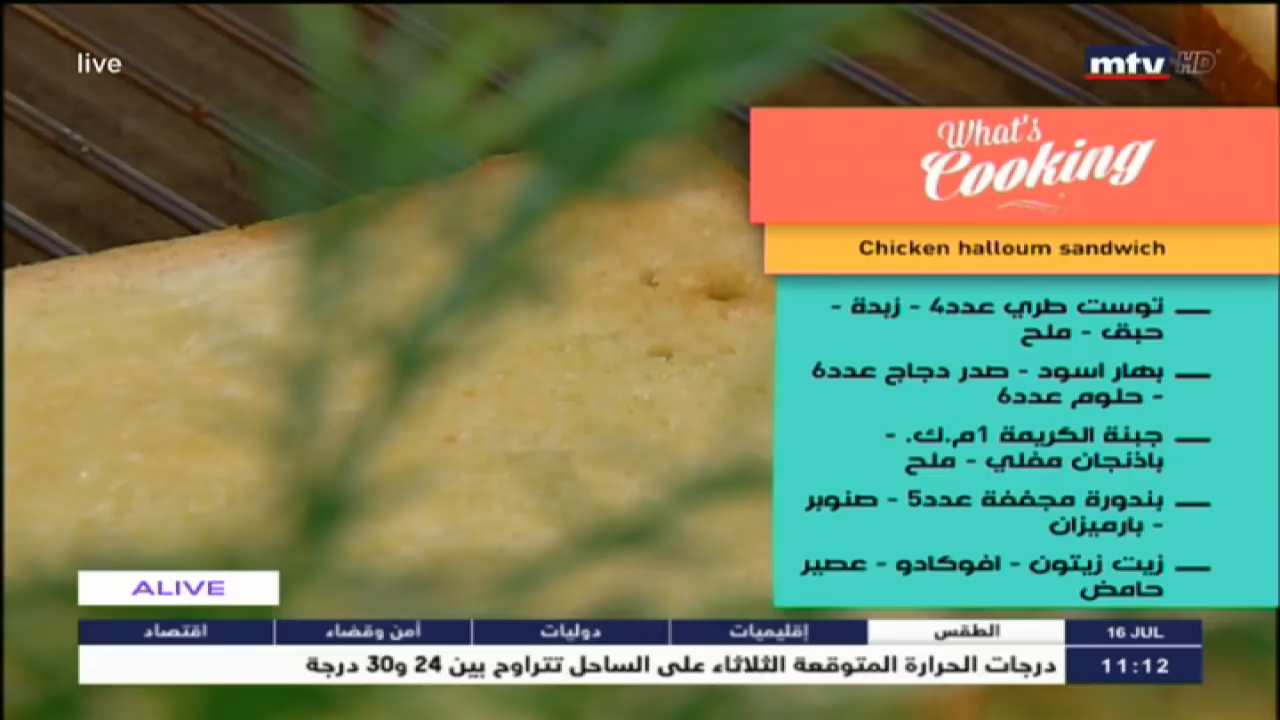 live
mtv HD
What's
Cooking
Chicken halloum sandwich
توست طري عدد4 - زبدة -
حبق - ملح
بهار اسود - صدر دجاج عدد6
- حلوم عدد6
جبنة الكريمة 1م.ك. -
باذنجان مقلي - ملح
بندورة مجففة عدد5 - صنوبر
- بارميزان
زيت زيتون - افوكادو - عصير
حامض
ALIVE
16 JUL
الطقس
إقليميات
دوليات
أمن وقضاء
اقتصاد
11:12
درجات الحرارة المتوقعة الثلاثاء على الساحل تتراوح بين 24 و30 درجة